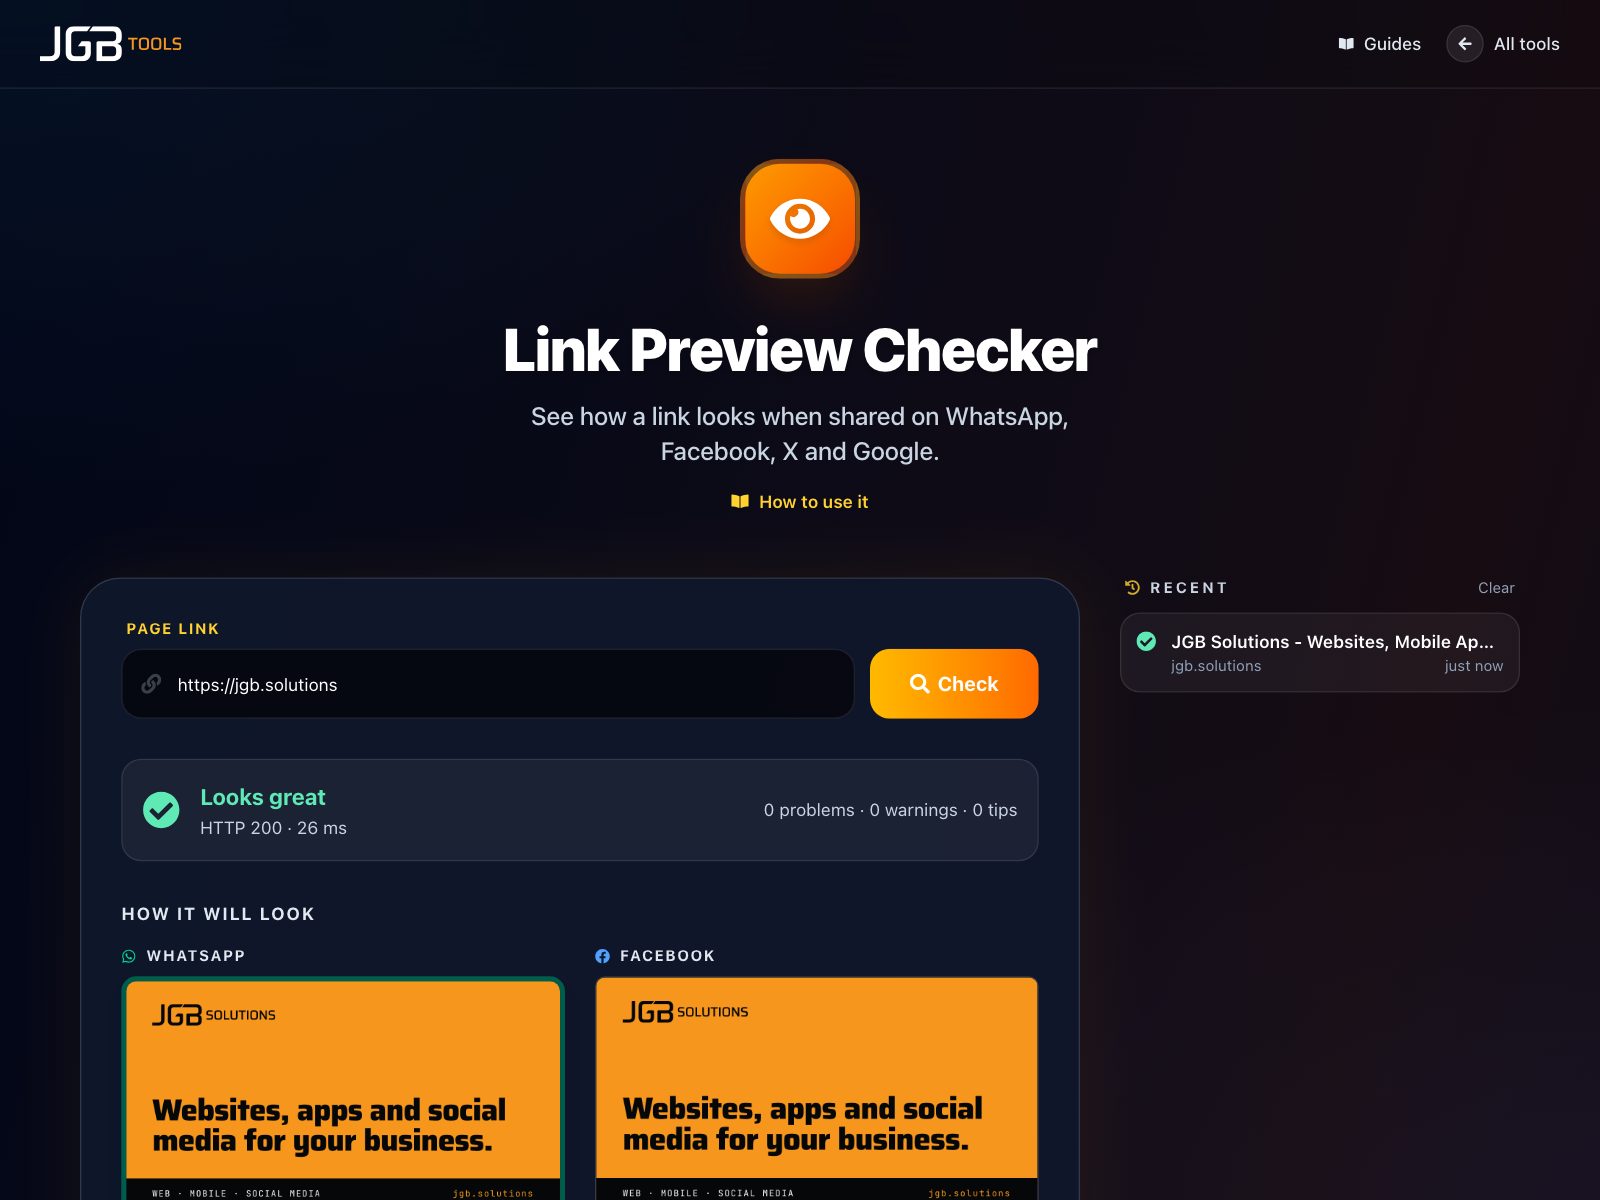 JGB TOOLS
Guides
All tools
Link Preview Checker
See how a link looks when shared on WhatsApp,
Facebook, X and Google.
How to use it
PAGE LINK
https://jgb.solutions
Check
Looks great
HTTP 200 · 26 ms
0 problems · 0 warnings · 0 tips
HOW IT WILL LOOK
WHATSAPP
JGB SOLUTIONS
Websites, apps and social
media for your business.
WEB · MOBILE · SOCIAL MEDIA
jgb.solutions
FACEBOOK
JGB SOLUTIONS
Websites, apps and social
media for your business.
WEB · MOBILE · SOCIAL MEDIA
jgb.solutions
RECENT
Clear
JGB Solutions - Websites, Mobile Ap...
jgb.solutions
just now